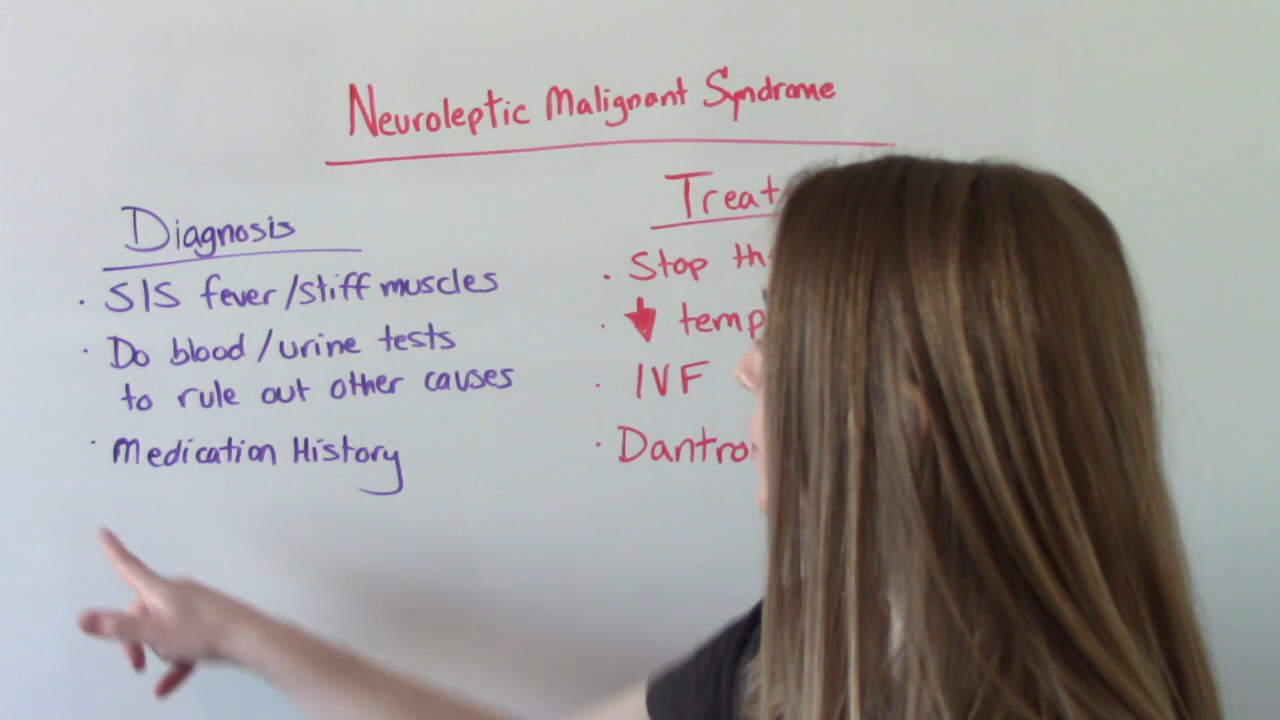 Neuroleptic Malignant Syndrome
Diagnosis
· S/S fever/stiff muscles
· Do blood/urine tests
to rule out other causes
· Medication History
Treat
· Stop th
· ↓ temp
· IVF
· Dantro